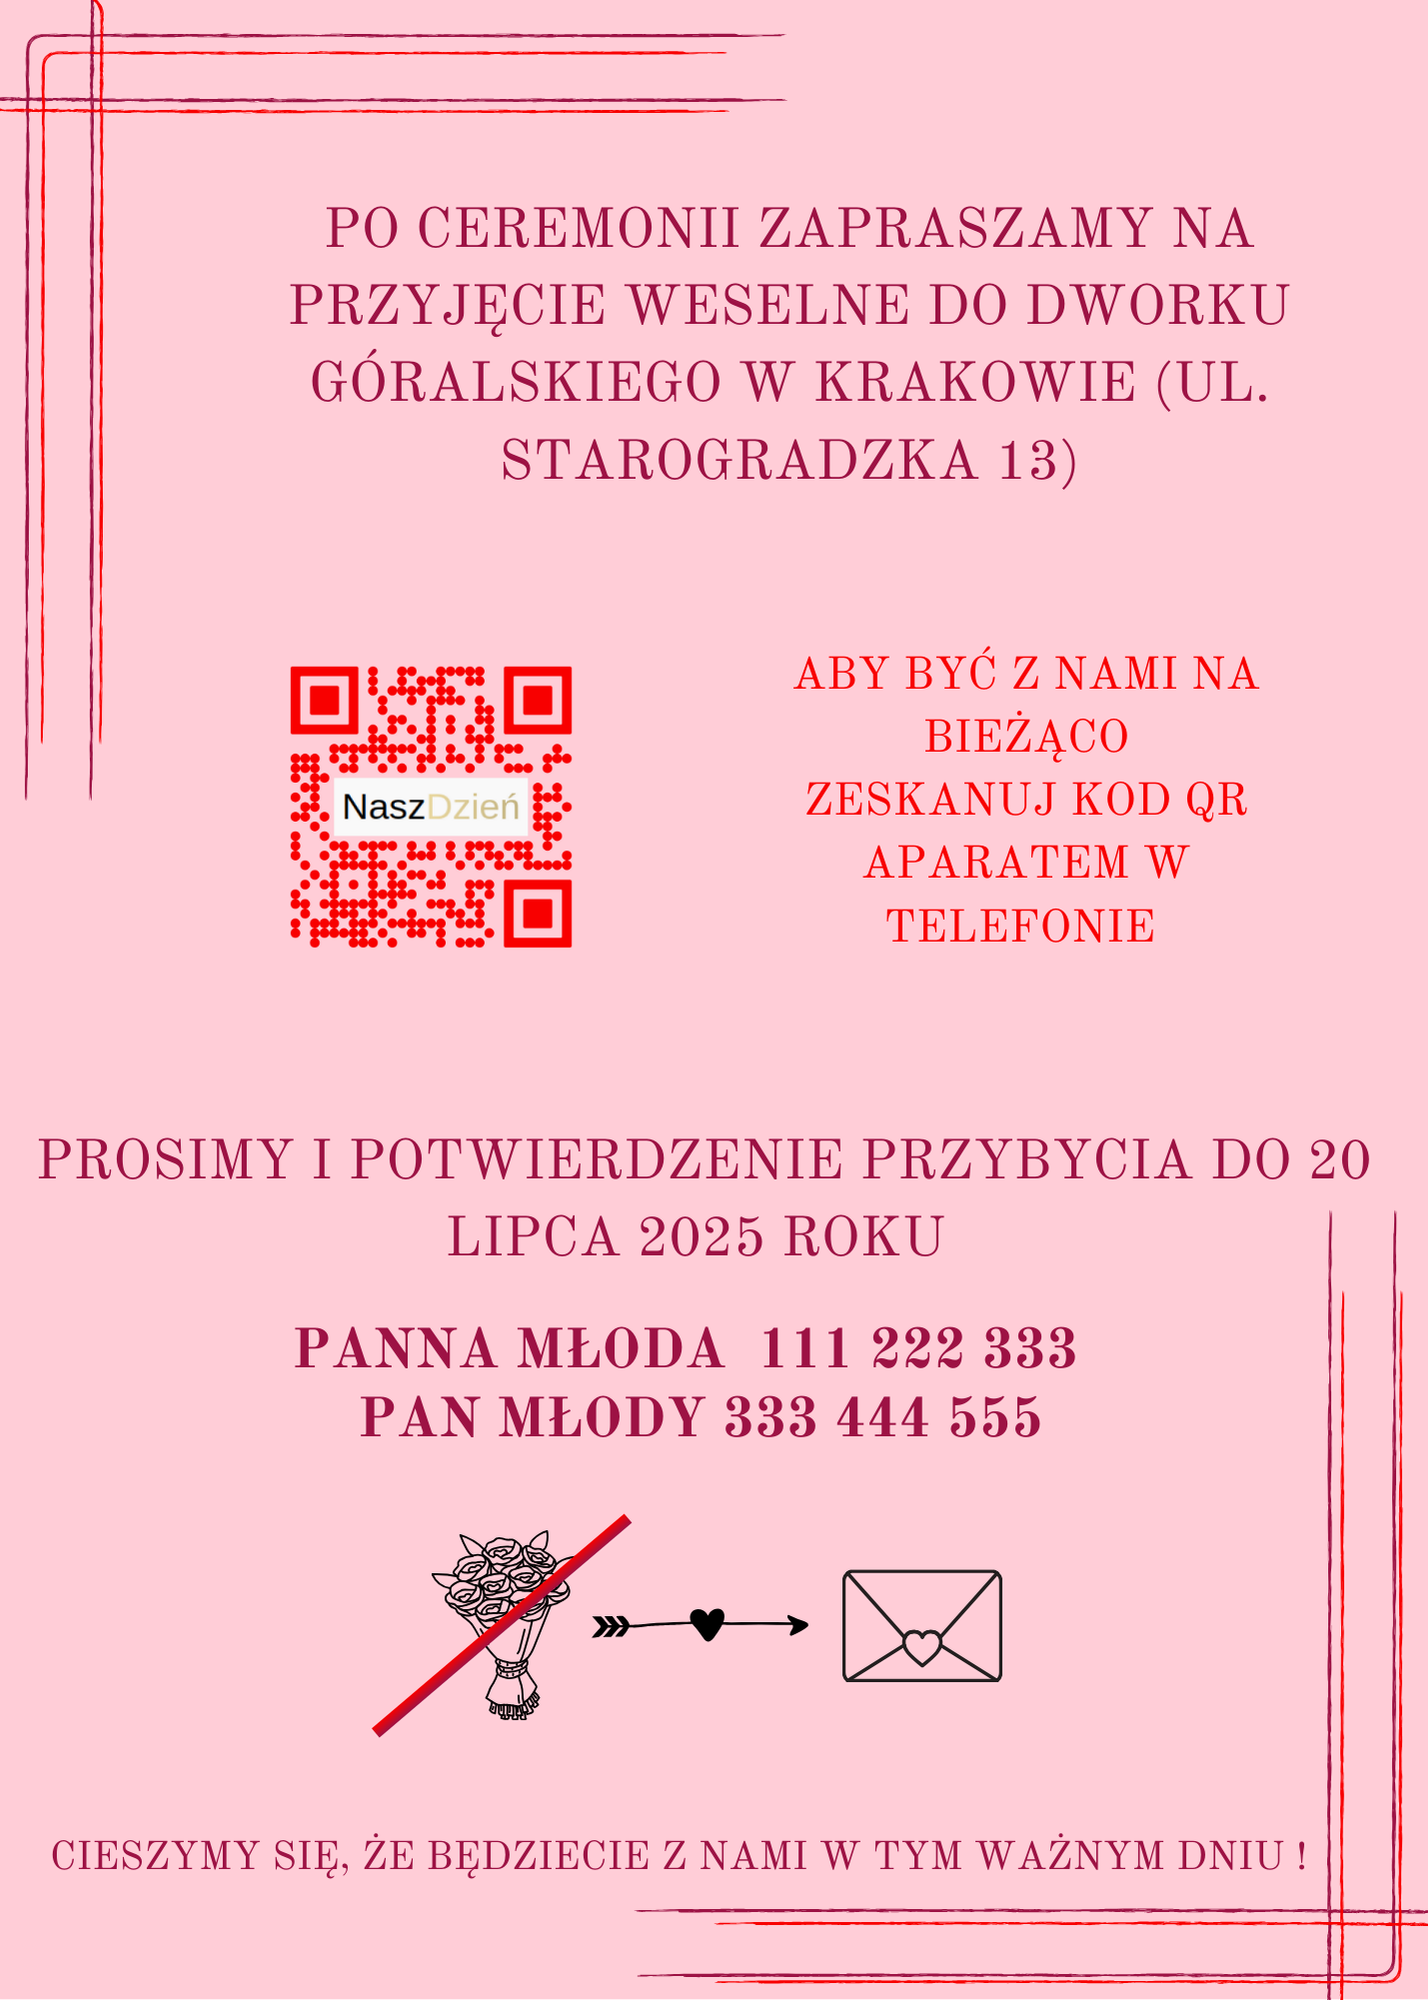 PO CEREMONII ZAPRASZAMY NA
PRZYJĘCIE WESELNE DO DWORKU
GÓRALSKIEGO W KRAKOWIE (UL.
STAROGRADZKA 13)
NaszDzień
ABY BYĆ Z NAMI NA
BIEŻĄCO
ZESKANUJ KOD QR
APARATEM W
TELEFONIE
PROSIMY I POTWIERDZENIE PRZYBYCIA DO 20
LIPCA 2025 ROKU
PANNA MŁODA 111 222 333
PAN MŁODY 333 444 555
CIESZYMY SIĘ, ŻE BĘDZIECIE Z NAMI W TYM WAŻNYM DNIU !